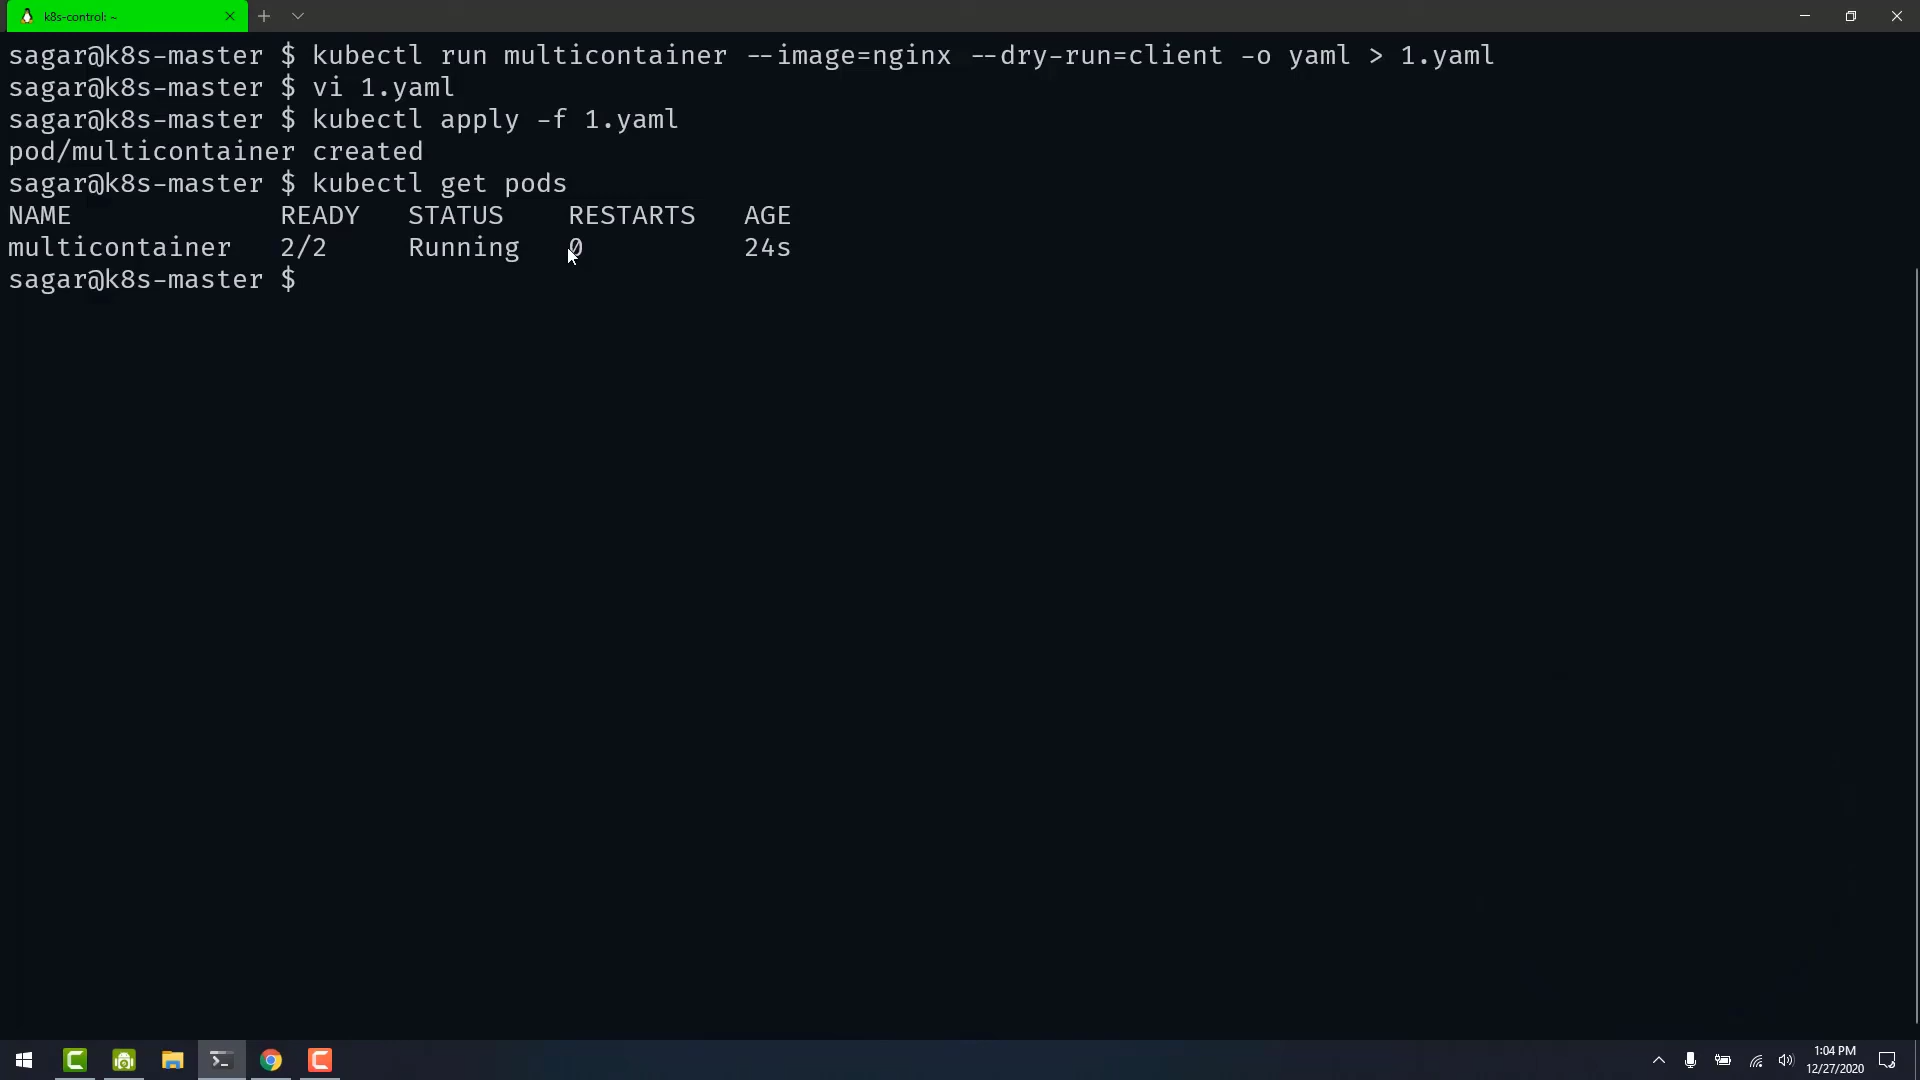 k8s-control: ~
sagar@k8s-master $ kubectl run multicontainer --image=nginx --dry-run=client -o yaml > 1.yaml
sagar@k8s-master $ vi 1.yaml
sagar@k8s-master $ kubectl apply -f 1.yaml
pod/multicontainer created
sagar@k8s-master $ kubectl get pods
NAME READY STATUS RESTARTS AGE
multicontainer 2/2 Running 0 24s
sagar@k8s-master $
1:04 PM
12/27/2020